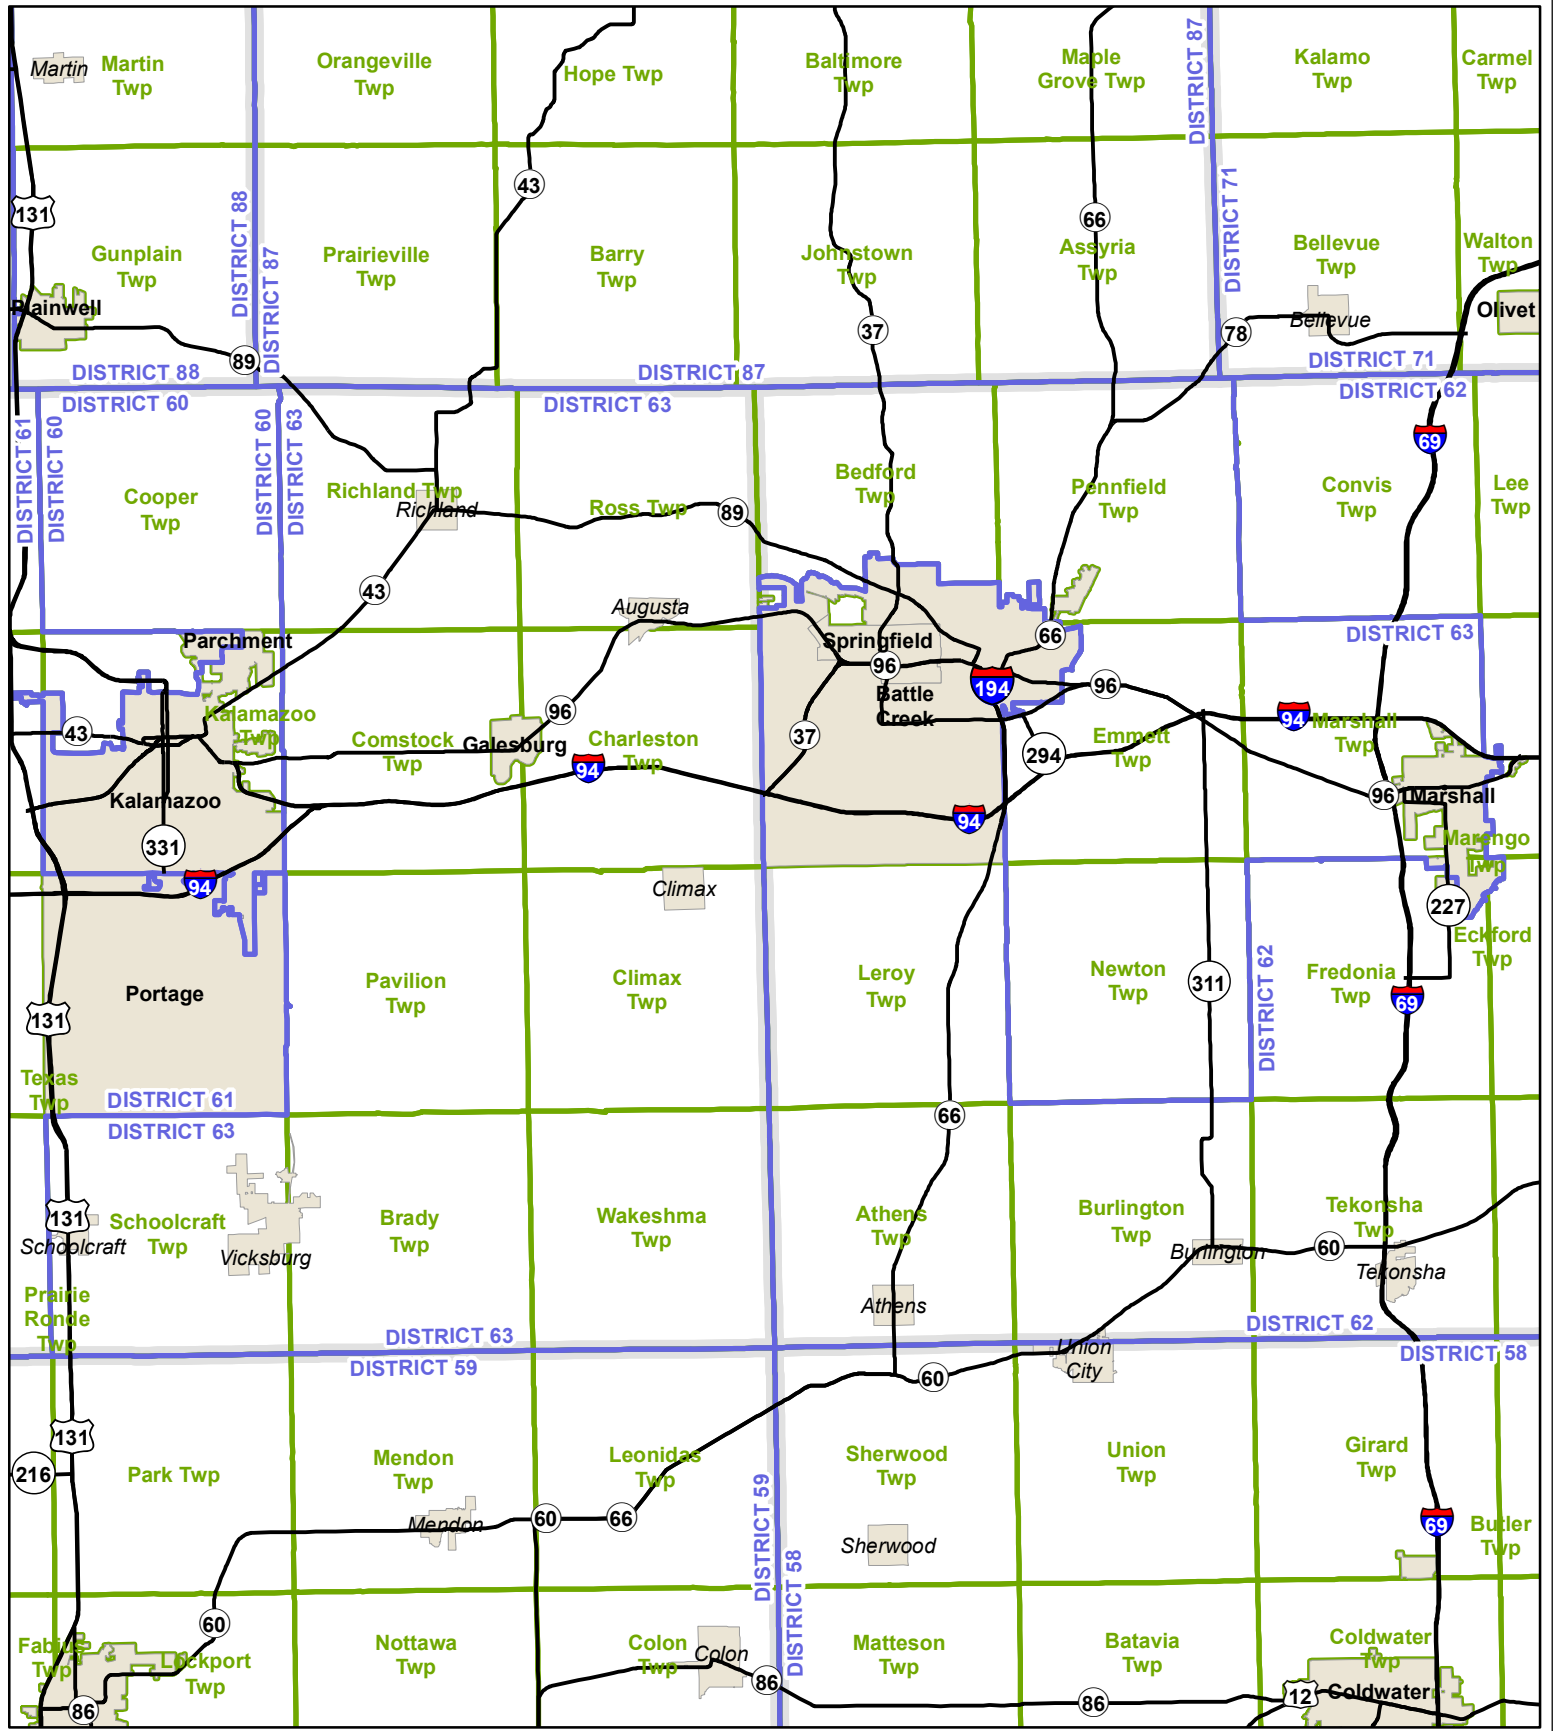 Martin
Martin
Twp
Orangeville
Twp
Hope Twp
Baltimore
Twp
Maple
Grove Twp
DISTRICT 87
Kalamo
Twp
Carmel
Twp
131
43
66
DISTRICT 88
DISTRICT 87
DISTRICT 71
Gunplain
Twp
Prairieville
Twp
Barry
Twp
Johnstown
Twp
Assyria
Twp
Bellevue
Twp
Walton
Twp
Plainwell
89
37
78
Bellevue
Olivet
DISTRICT 88
DISTRICT 87
DISTRICT 71
DISTRICT 60
DISTRICT 63
DISTRICT 62
DISTRICT 61
DISTRICT 60
DISTRICT 60
DISTRICT 63
69
Cooper
Twp
Richland Twp
Richland
Ross Twp
89
Bedford
Twp
Pennfield
Twp
Convis
Twp
Lee
Twp
43
Augusta
Parchment
Springfield
66
DISTRICT 63
96
194
96
Battle
Creek
43
Kalamazoo
Twp
96
Comstock
Twp
Galesburg
Charleston
Twp
94
37
294
Emmett
Twp
94
Marshall
Twp
Kalamazoo
331
94
96
Marshall
Marengo
Twp
94
Climax
227
Eckford
Twp
Portage
131
Pavilion
Twp
Climax
Twp
Leroy
Twp
Newton
Twp
311
DISTRICT 62
Fredonia
Twp
69
Texas
Twp
DISTRICT 61
DISTRICT 63
66
131
Schoolcraft
Schoolcraft
Twp
Vicksburg
Brady
Twp
Wakeshma
Twp
Athens
Twp
Burlington
Twp
Burlington
60
Tekonsha
Twp
Tekonsha
Prairie
Ronde
Twp
Athens
DISTRICT 63
DISTRICT 62
DISTRICT 59
DISTRICT 58
Union
City
60
131
216
Park Twp
Mendon
Twp
Leonidas
Twp
Sherwood
Twp
Union
Twp
Girard
Twp
Mendon
60
66
DISTRICT 59
DISTRICT 58
Sherwood
69
Butler
Twp
60
Fabius
Twp
Lockport
Twp
86
Nottawa
Twp
Colon
Twp
Colon
86
Matteson
Twp
Batavia
Twp
86
Coldwater
Twp
12
Coldwater